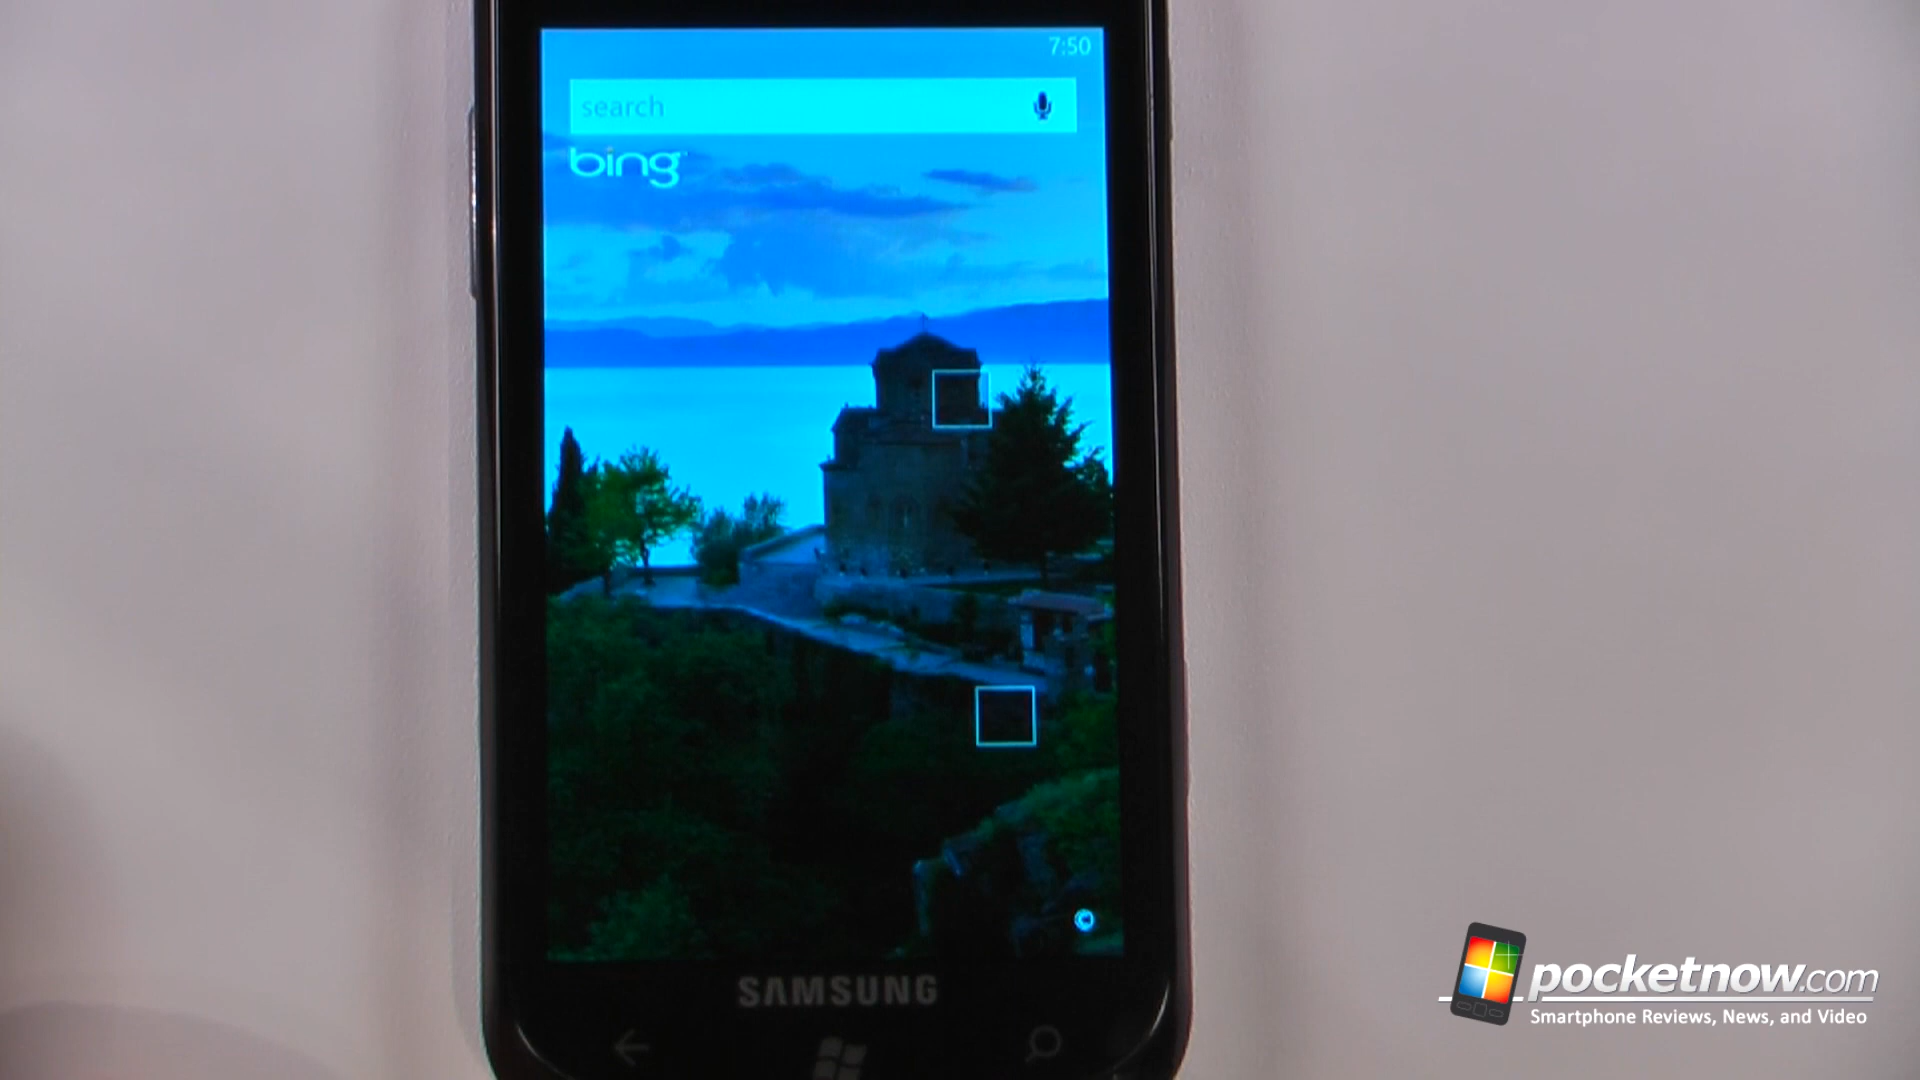 7:50
search
bing
SAMSUNG
pocketnow.com
Smartphone Reviews, News, and Video